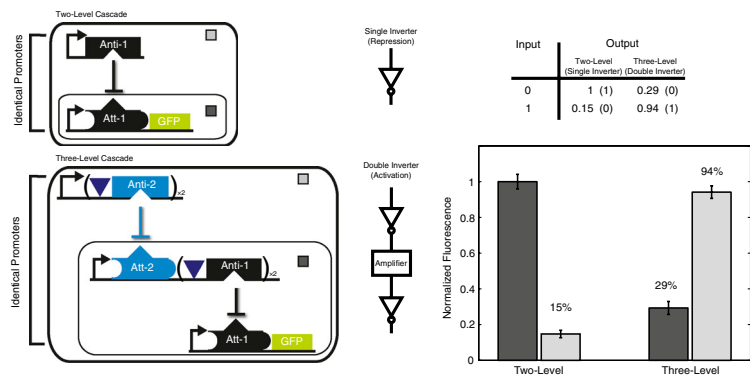 Two-Level Cascade
Identical Promoters
Anti-1
Att-1
GFP
Single Inverter
(Repression)
Input
Output
Two-Level
(Single Inverter)
Three-Level
(Double Inverter)
0
1 (1)
0.29 (0)
1
0.15 (0)
0.94 (1)
Three-Level Cascade
Identical Promoters
( Anti-2 )x2
Att-2 ( Anti-1 )x2
Att-1
GFP
Double Inverter
(Activation)
Amplifier
Normalized Fluorescence
1
0.8
0.6
0.4
0.2
0
15%
29%
94%
Two-Level
Three-Level